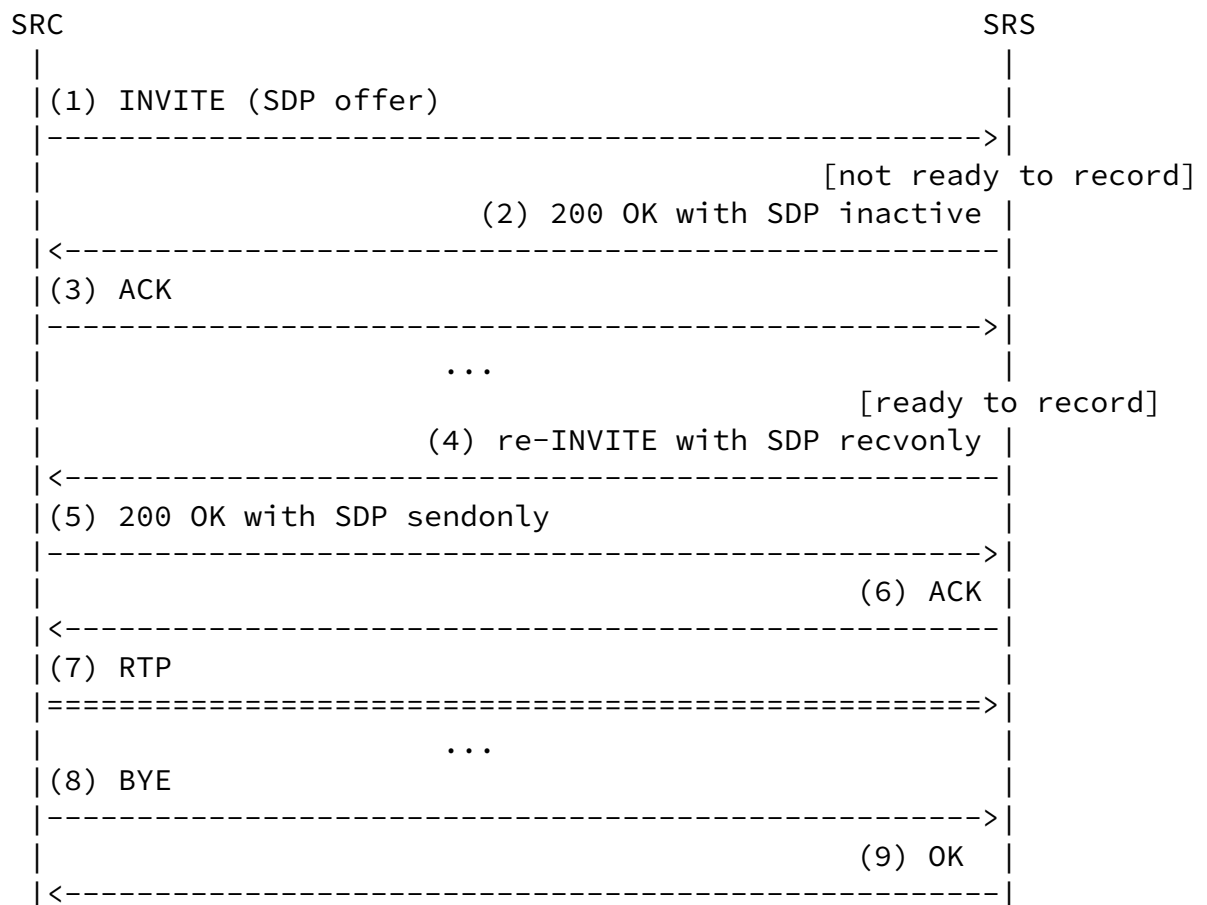 SRC SRS
(1) INVITE (SDP offer)
[not ready to record]
(2) 200 OK with SDP inactive
(3) ACK
...
[ready to record]
(4) re-INVITE with SDP recvonly
(5) 200 OK with SDP sendonly
(6) ACK
(7) RTP
...
(8) BYE
(9) OK